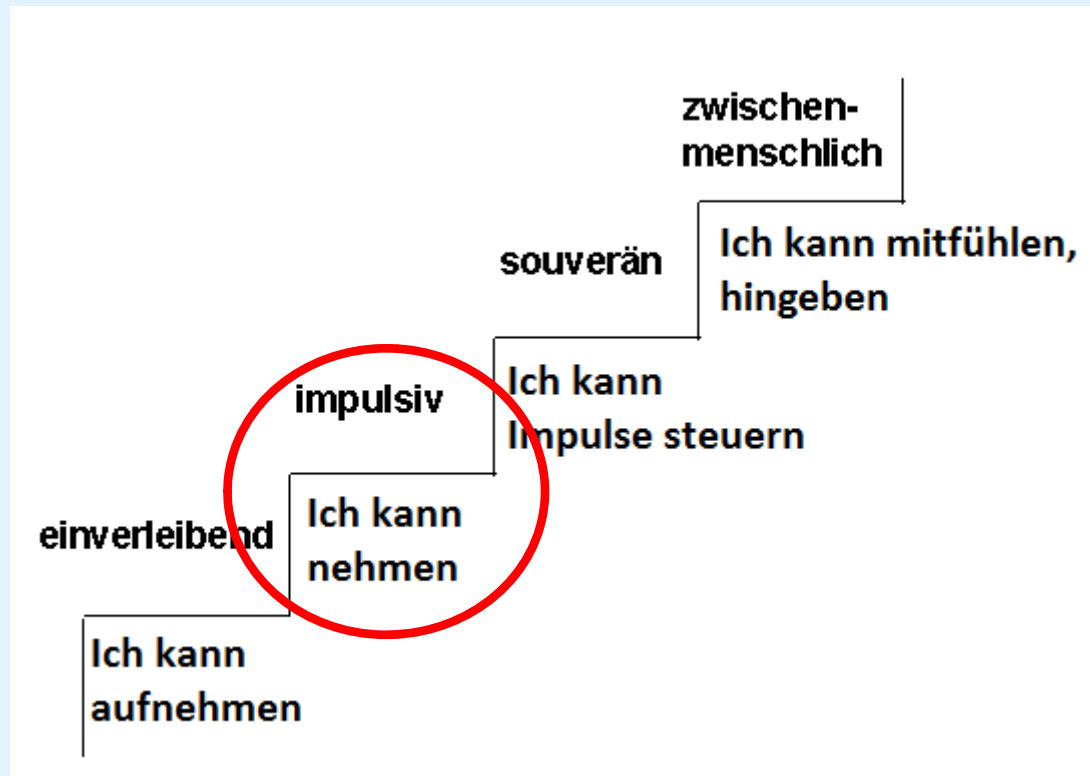 zwischen-
menschlich
Ich kann mitfühlen,
hingeben
souverän
Ich kann
Impulse steuern
impulsiv
Ich kann
nehmen
einverleibend
Ich kann
aufnehmen